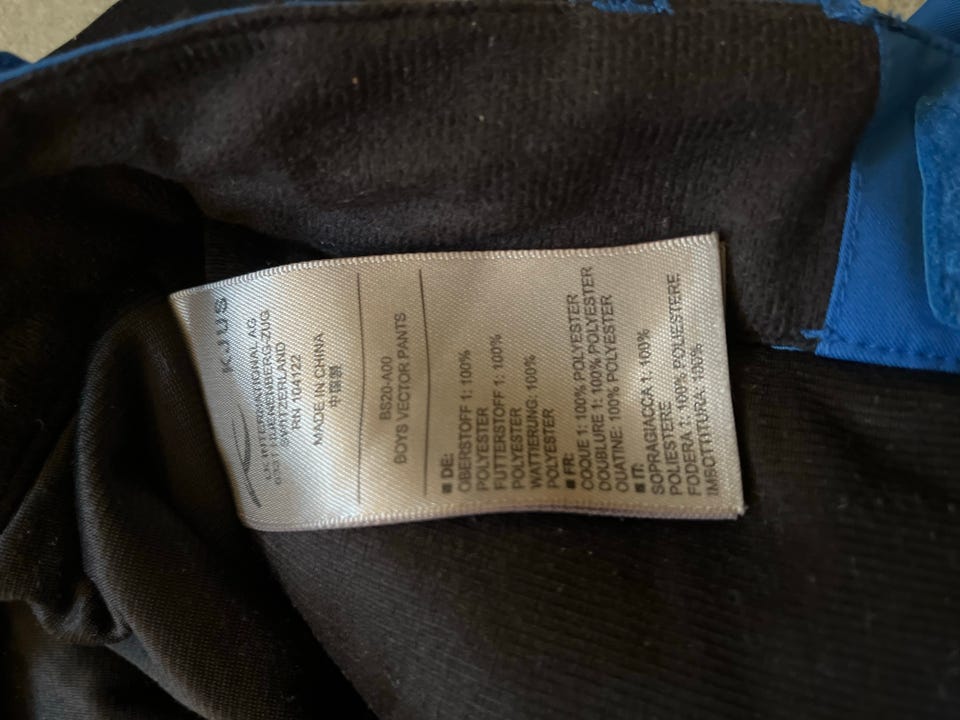 KJUS
LK INTERNATIONAL AG
6331 HUENENBERG-ZUG
SWITZERLAND
RN 104122
MADE IN CHINA
中国制
BS20-A00
BOYS VECTOR PANTS
■ DE:
OBERSTOFF 1: 100%
POLYESTER
FUTTERSTOFF 1: 100%
POLYESTER
WATTIERUNG: 100%
POLYESTER
■ FR:
COQUE 1: 100% POLYESTER
DOUBLURE 1: 100% POLYESTER
OUATINE: 100% POLYESTER
■ IT:
SOPRAGIACCA 1: 100%
POLIESTERE
FODERA 1: 100% POLIESTERE
IMBOTTITURA: 100%